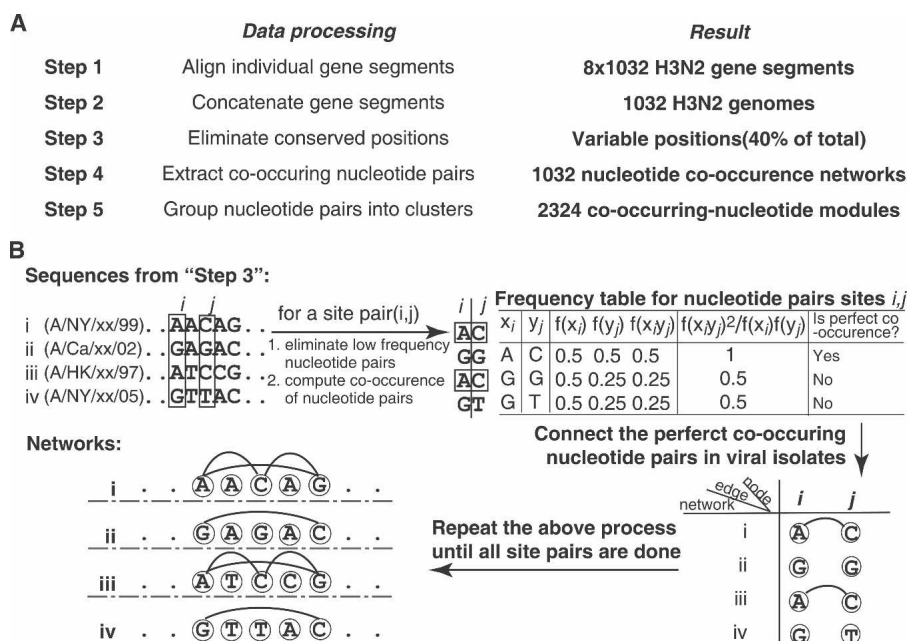 A
Data processing Result
Step 1 Align individual gene segments 8x1032 H3N2 gene segments
Step 2 Concatenate gene segments 1032 H3N2 genomes
Step 3 Eliminate conserved positions Variable positions(40% of total)
Step 4 Extract co-occuring nucleotide pairs 1032 nucleotide co-occurence networks
Step 5 Group nucleotide pairs into clusters 2324 co-occurring-nucleotide modules
B
Sequences from "Step 3":
i j
i (A/NY/xx/99) . . AACAG . .
ii (A/Ca/xx/02) . . GAGAC . .
iii (A/HK/xx/97) . . ATCCG . .
iv (A/NY/xx/05) . . GTTAC . .
for a site pair(i,j)
1. eliminate low frequency
nucleotide pairs
2. compute co-occurence
of nucleotide pairs
i j
AC
GG
AC
GT
Frequency table for nucleotide pairs sites i,j
xi yj f(xi) f(yj) f(xiyj) f(xiyj)2/f(xi)f(yj) Is perfect co
-occurence?
A C 0.5 0.5 0.5 1 Yes
G G 0.5 0.25 0.25 0.5 No
G T 0.5 0.25 0.25 0.5 No
Connect the perferct co-occuring
nucleotide pairs in viral isolates
node
edge
network
i j
i A C
ii G G
iii A C
iv G T
Repeat the above process
until all site pairs are done
Networks:
i . . A A C A G . .
ii . . G A G A C . .
iii . . A T C C G . .
iv . . G T T A C . .